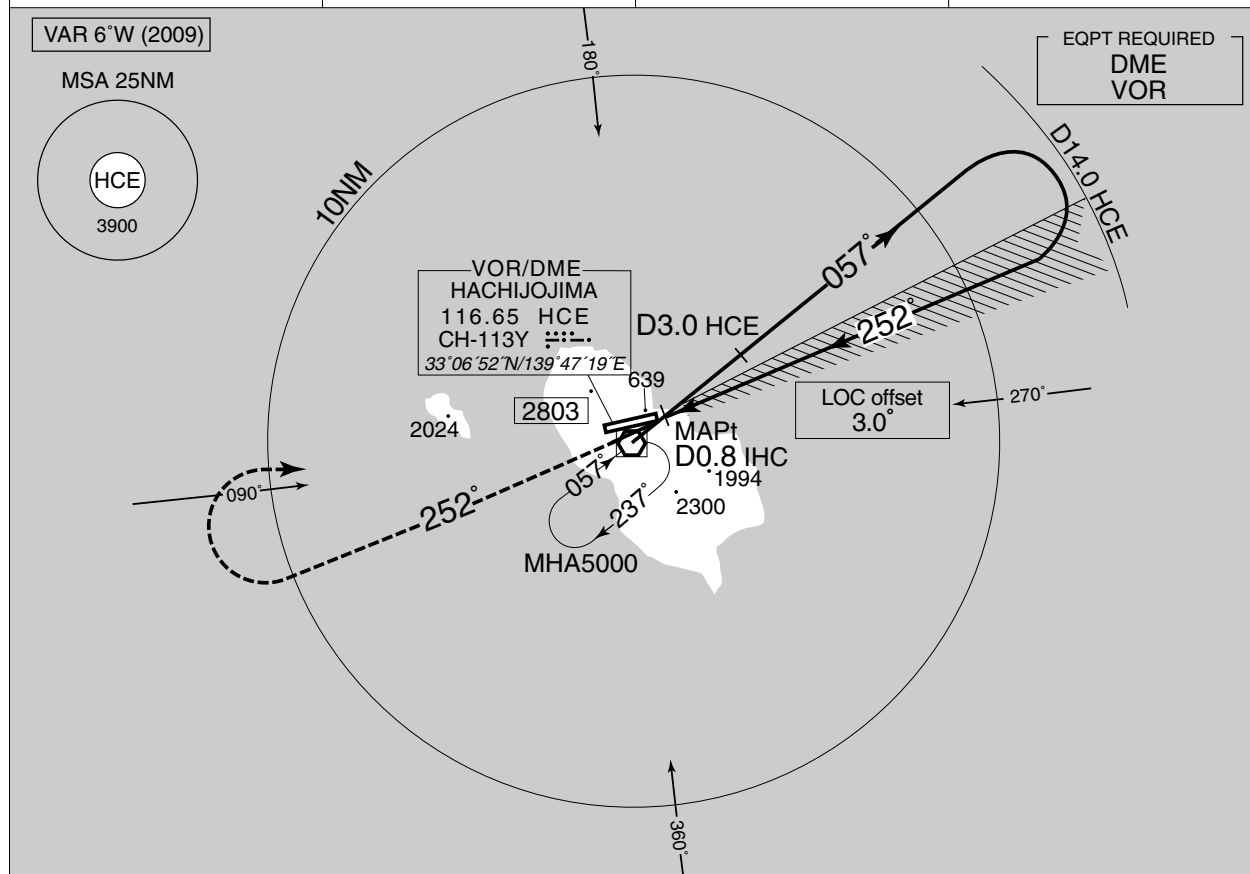 VAR 6°W (2009)
MSA 25NM
HCE
3900
180°
EQPT REQUIRED
DME
VOR
10NM
D14.0 HCE
057°
VOR/DME
HACHIJOJIMA
116.65 HCE
CH-113Y
33°06´52˝N/139°47´19˝E
D3.0 HCE
252°
639
2803
2024
LOC offset
3.0°
270°
MAPt
D0.8 IHC
1994
2300
057°
237°
MHA5000
090°
252°
360°